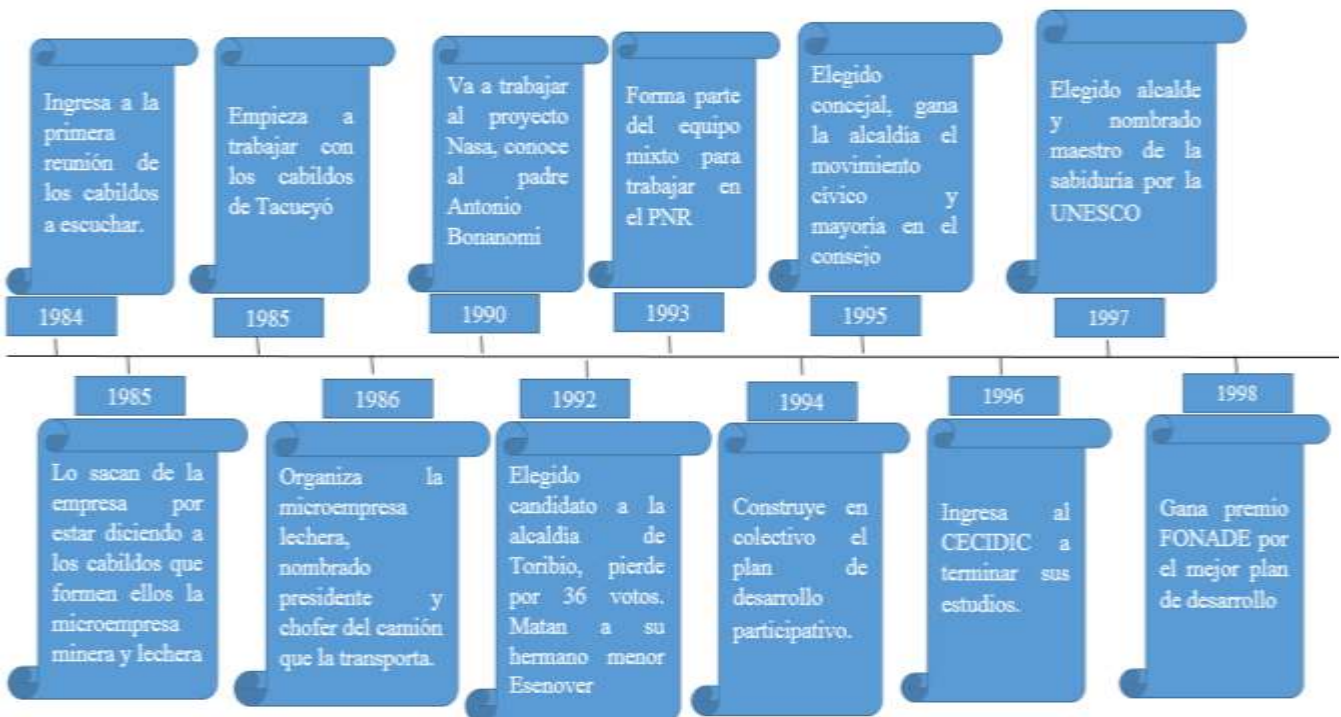 Ingresa a la
primera
reunión de
los cabildos
a escuchar.
1984
Empieza a
trabajar con
los cabildos
de Tacueyó
1985
Va a trabajar
al proyecto
Nasa, conoce
al padre
Antonio
Bonanomi
1990
Forma parte
del equipo
mixto para
trabajar en
el PNR
1993
Elegido
concejal, gana
la alcaldía el
movimiento
cívico y
mayoría en el
consejo
1995
Elegido alcalde
y nombrado
maestro de la
sabiduría por la
UNESCO
1997
1985
Lo sacan de la
empresa por
estar diciendo a
los cabildos que
formen ellos la
microempresa
minera y lechera
1986
Organiza la
microempresa
lechera,
nombrado
presidente y
chofer del camión
que la transporta.
1992
Elegido
candidato a la
alcaldía de
Toribio, pierde
por 36 votos.
Matan a su
hermano menor
Esenover
1994
Construye en
colectivo el
plan de
desarrollo
participativo.
1996
Ingresa al
CECIDIC a
terminar sus
estudios.
1998
Gana premio
FONADE por
el mejor plan
de desarrollo